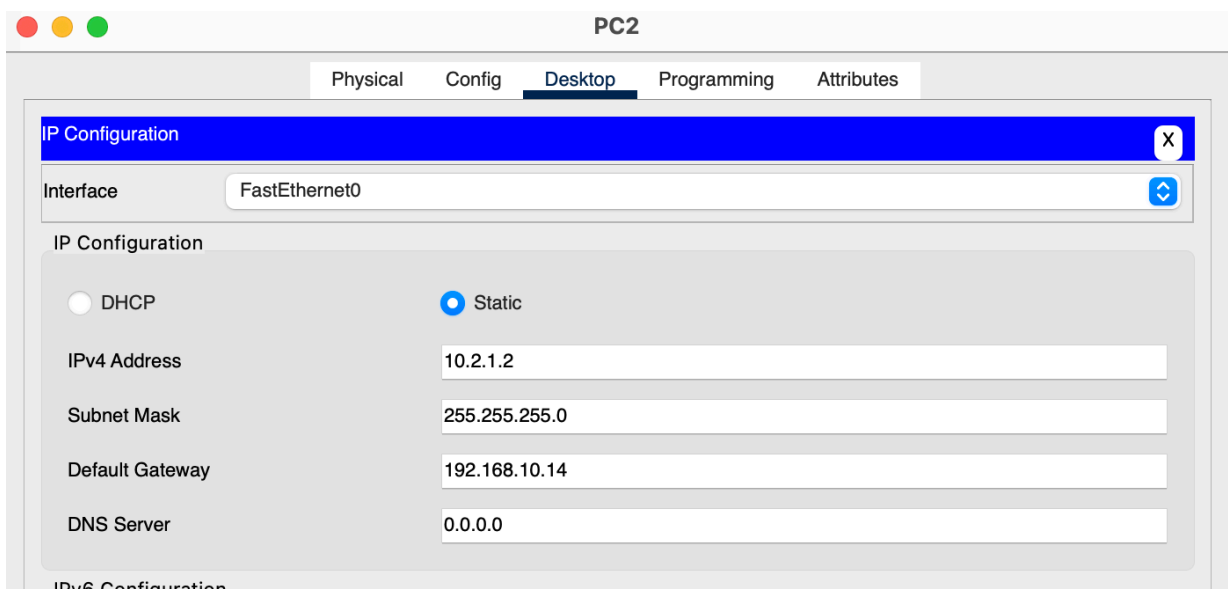 PC2
Physical Config Desktop Programming Attributes
IP Configuration X
Interface FastEthernet0
IP Configuration
DHCP Static
IPv4 Address 10.2.1.2
Subnet Mask 255.255.255.0
Default Gateway 192.168.10.14
DNS Server 0.0.0.0
IPv6 Configuration